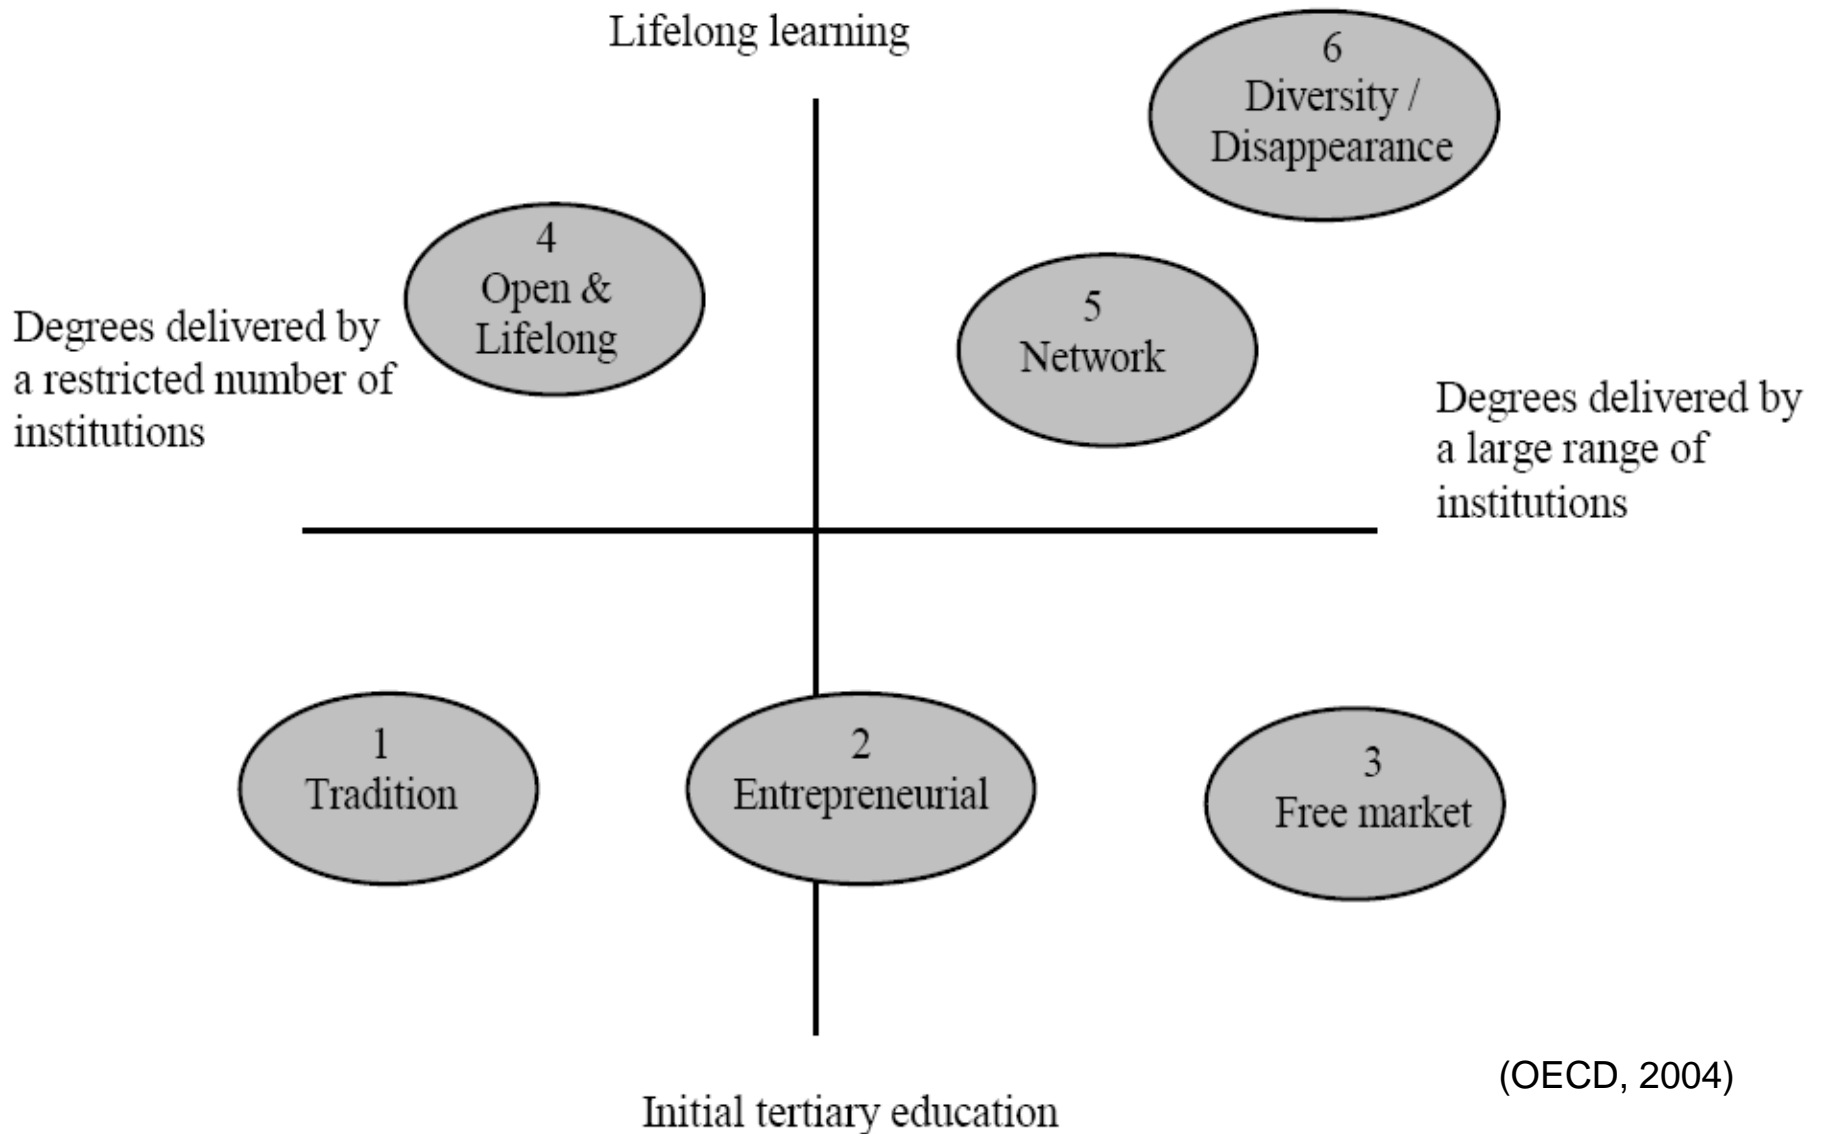 Lifelong learning
6
Diversity /
Disappearance
4
Open &
Lifelong
5
Network
Degrees delivered by
a restricted number of
institutions
Degrees delivered by
a large range of
institutions
1
Tradition
2
Entrepreneurial
3
Free market
(OECD, 2004)
Initial tertiary education